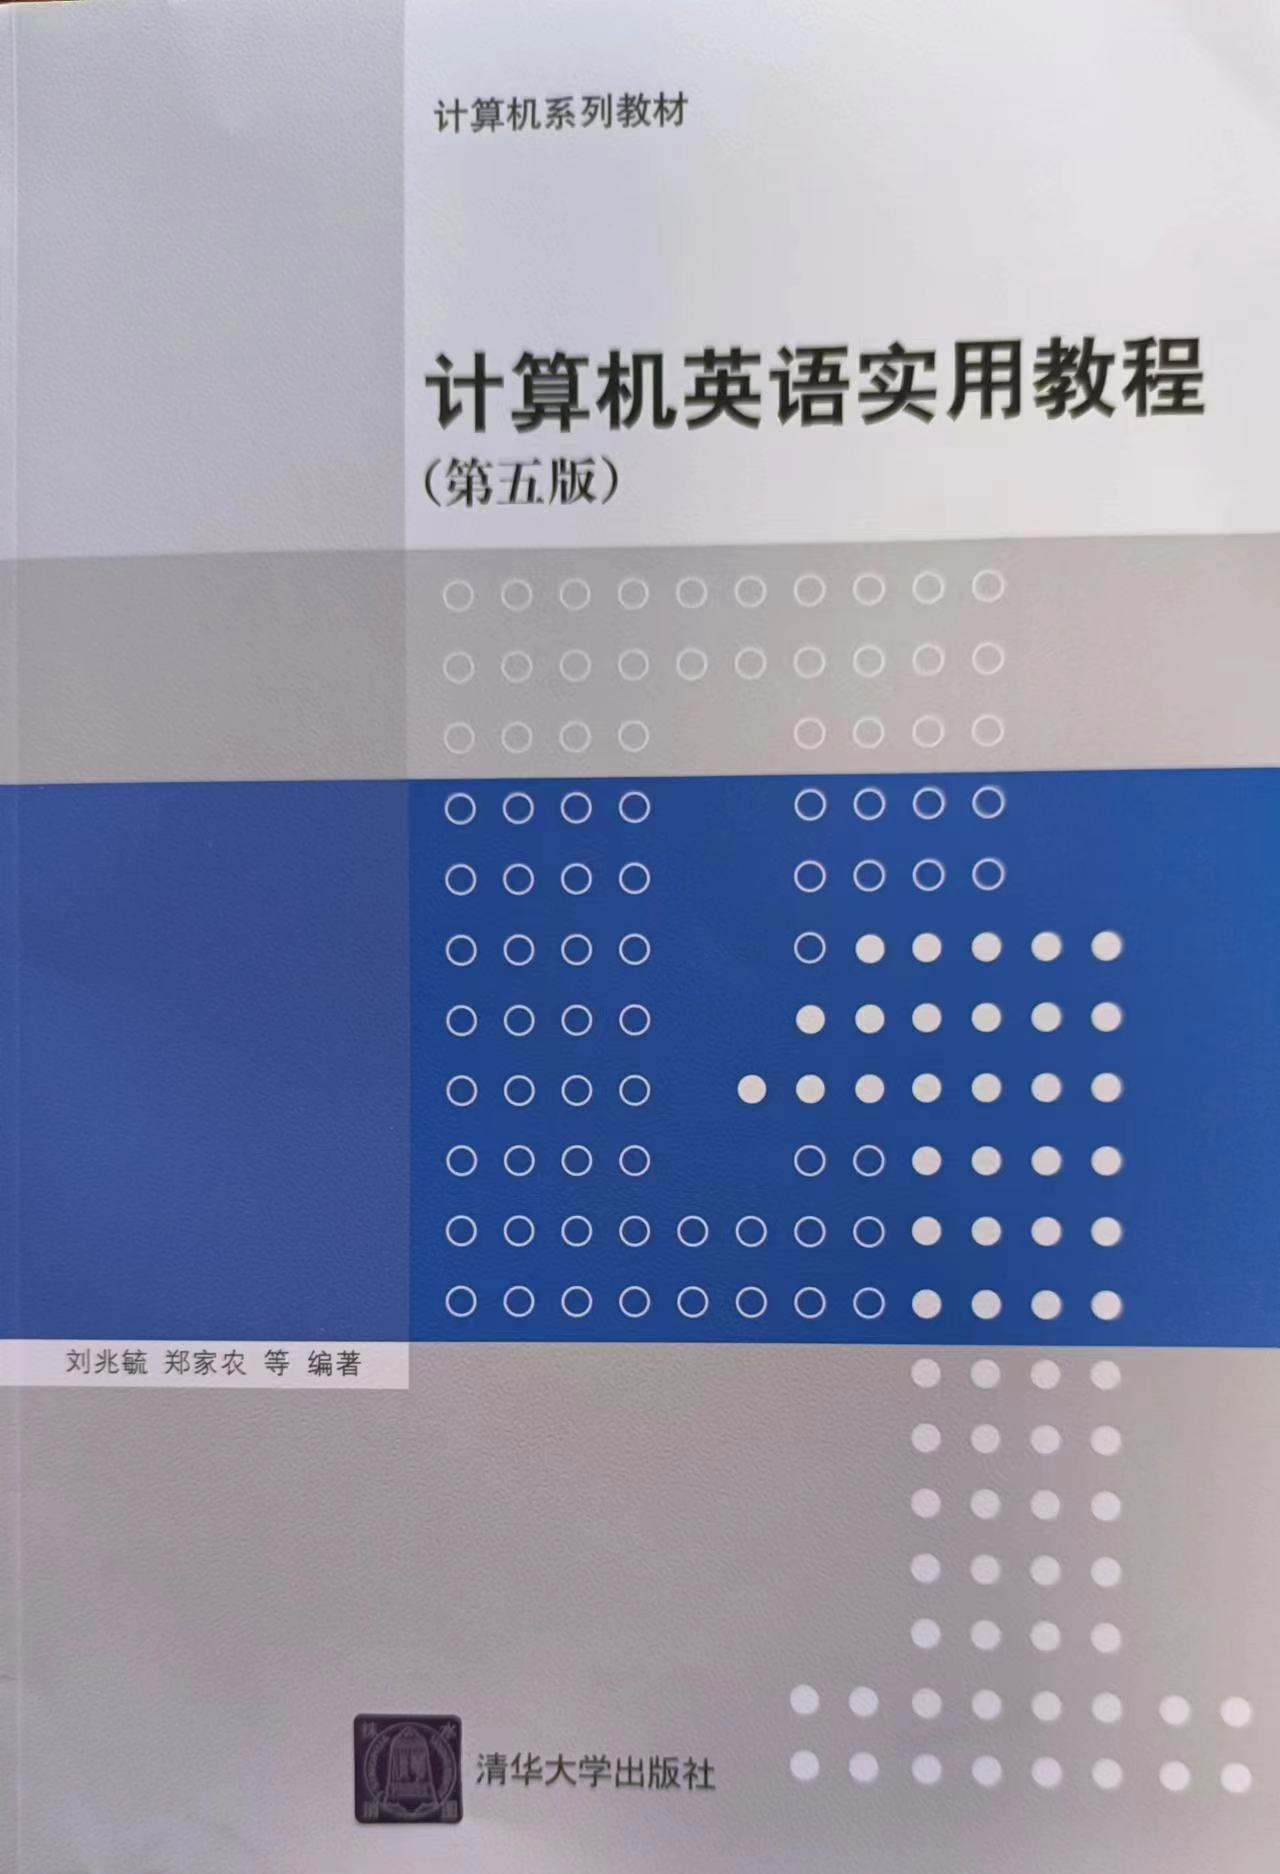 计算机系列教材
计算机英语实用教程
（第五版）
刘兆毓 郑家农 等 编著
清华大学出版社